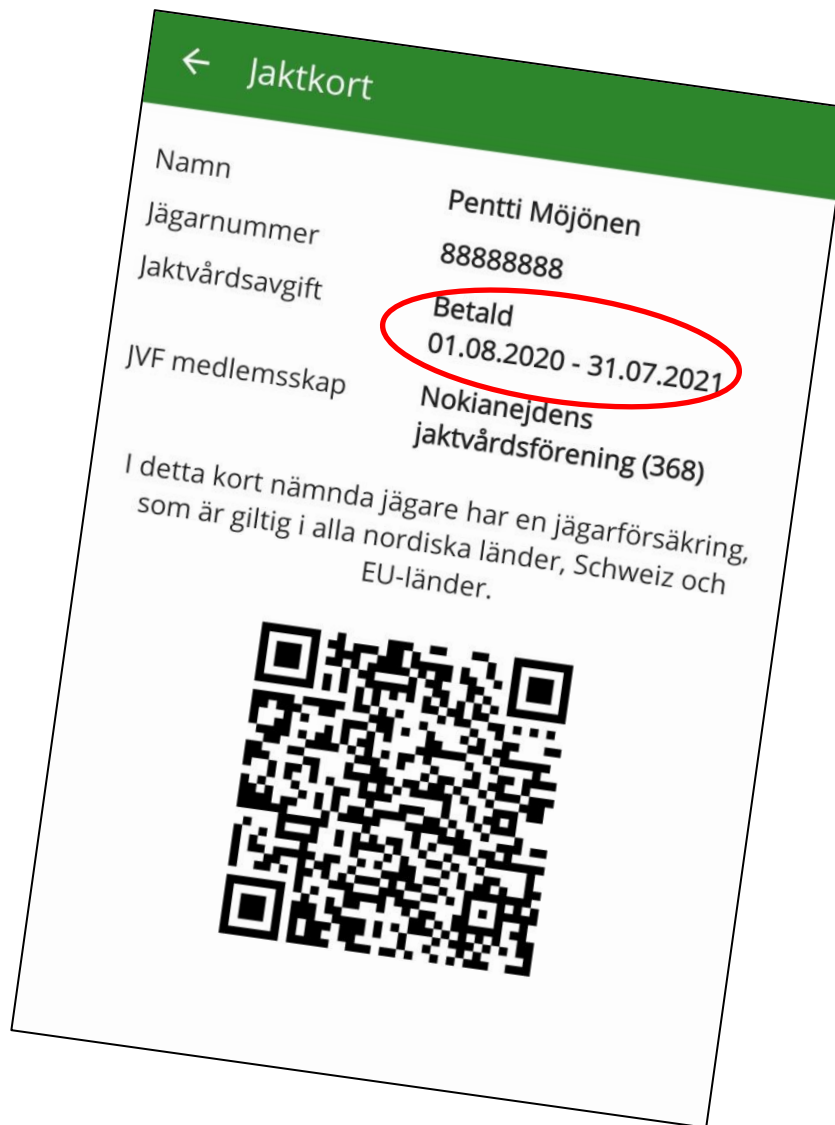 Jaktkort
Namn Pentti Möjönen
Jägarnummer 88888888
Jaktvårdsavgift Betald
01.08.2020 - 31.07.2021
JVF medlemsskap Nokianejdens
jaktvårdsförening (368)
I detta kort nämnda jägare har en jägarförsäkring,
som är giltig i alla nordiska länder, Schweiz och
EU-länder.